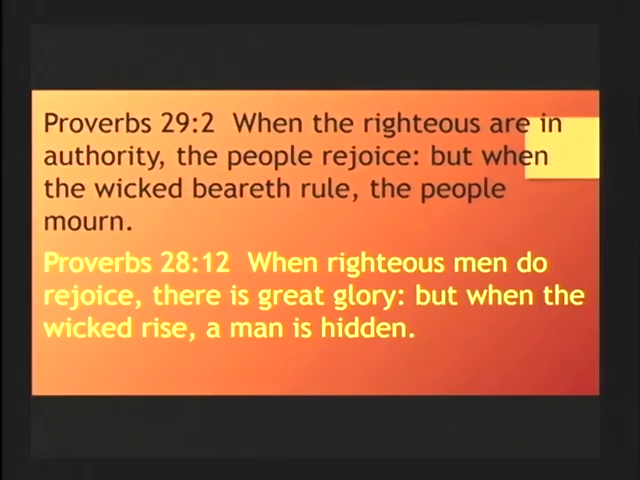 Proverbs 29:2  When the righteous are in
authority, the people rejoice: but when
the wicked beareth rule, the people
mourn.
Proverbs 28:12  When righteous men do
rejoice, there is great glory: but when the
wicked rise, a man is hidden.